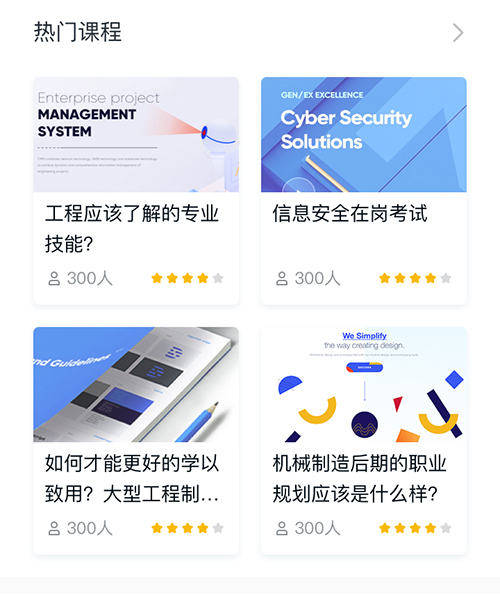 热门课程
Enterprise project
MANAGEMENT
SYSTEM
工程应该了解的专业
技能？
300人
GEN/EX EXCELLENCE
Cyber Security
Solutions
信息安全在岗考试
300人
nd Guidelines
如何才能更好的学以
致用？大型工程制...
300人
We Simplify
the way creating design.
机械制造后期的职业
规划应该是什么样？
300人